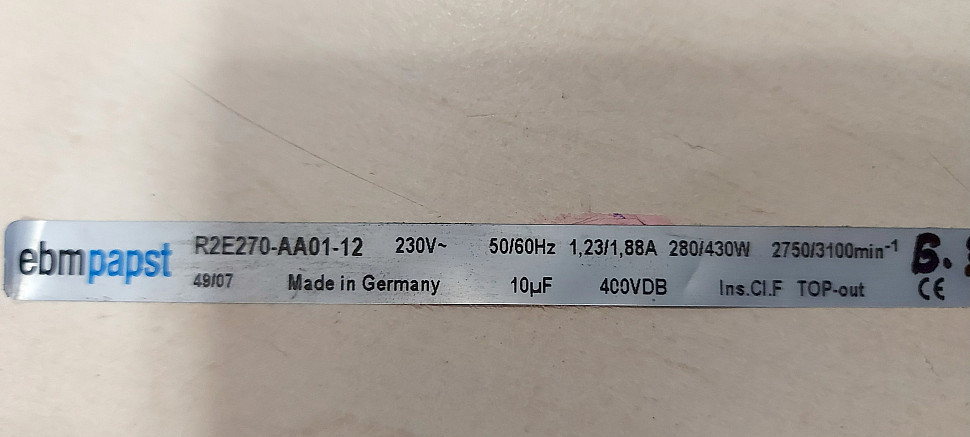 ebmpapst R2E270-AA01-12 230V~ 50/60Hz 1,23/1,88A 280/430W 2750/3100min-1
49/07 Made in Germany 10µF 400VDB Ins.Cl.F TOP-out CE